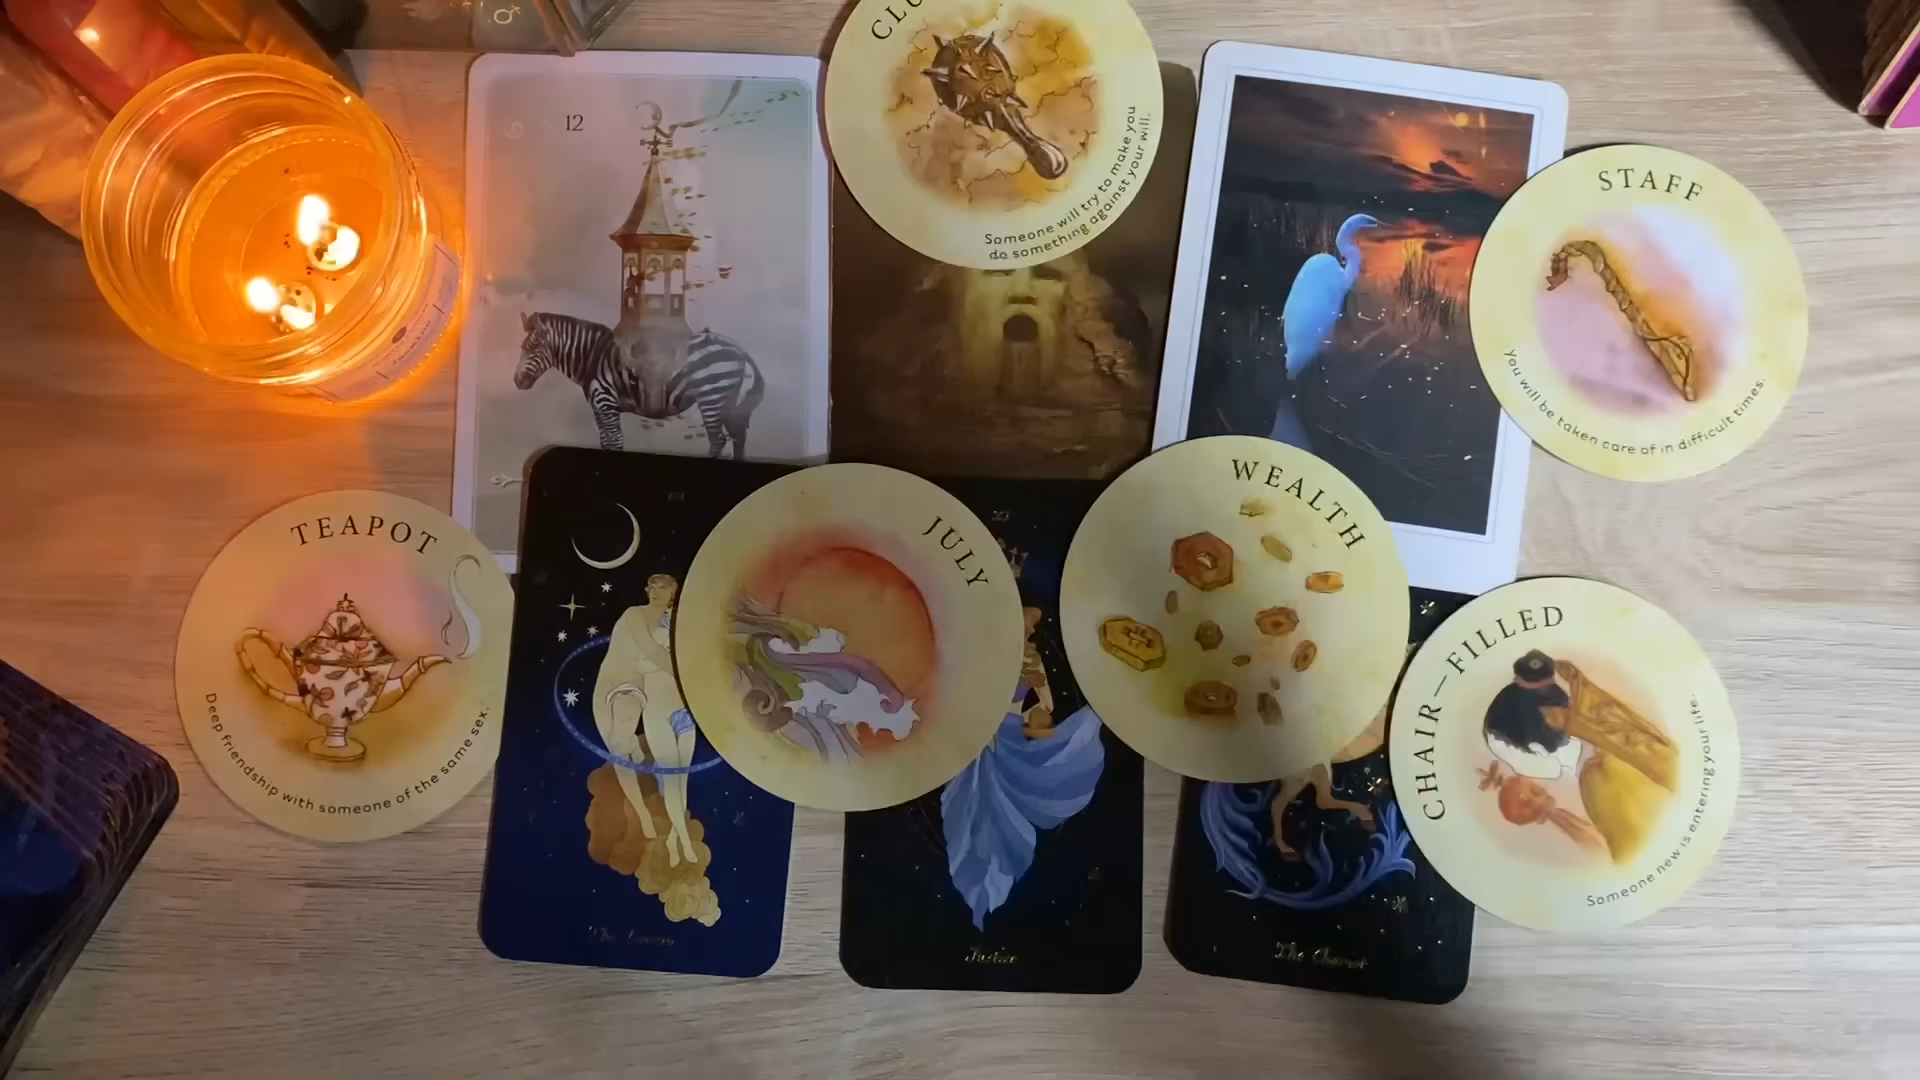 12
CLU
Someone will try to make you
do something against your will.
STAFF
You will be taken care of in difficult times.
TEAPOT
Deep friendship with someone of the same sex.
JULY
WEALTH
CHAIR—FILLED
Someone new is entering your life.
The Lovers
Justice
The Chariot